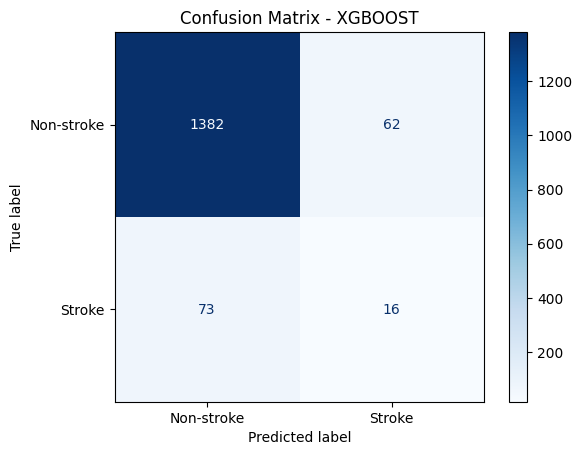 Confusion Matrix - XGBOOST
True label
Non-stroke
Stroke
1382
62
73
16
Non-stroke
Stroke
Predicted label
1200
1000
800
600
400
200